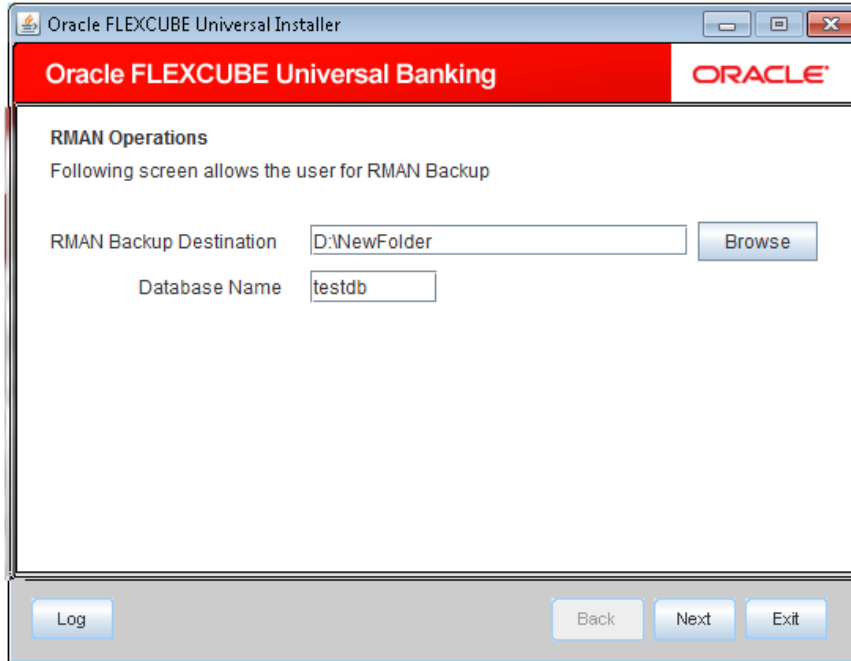 Oracle FLEXCUBE Universal Installer
Oracle FLEXCUBE Universal Banking
ORACLE
RMAN Operations
Following screen allows the user for RMAN Backup
RMAN Backup Destination D:\NewFolder Browse
Database Name testdb
Log Back Next Exit